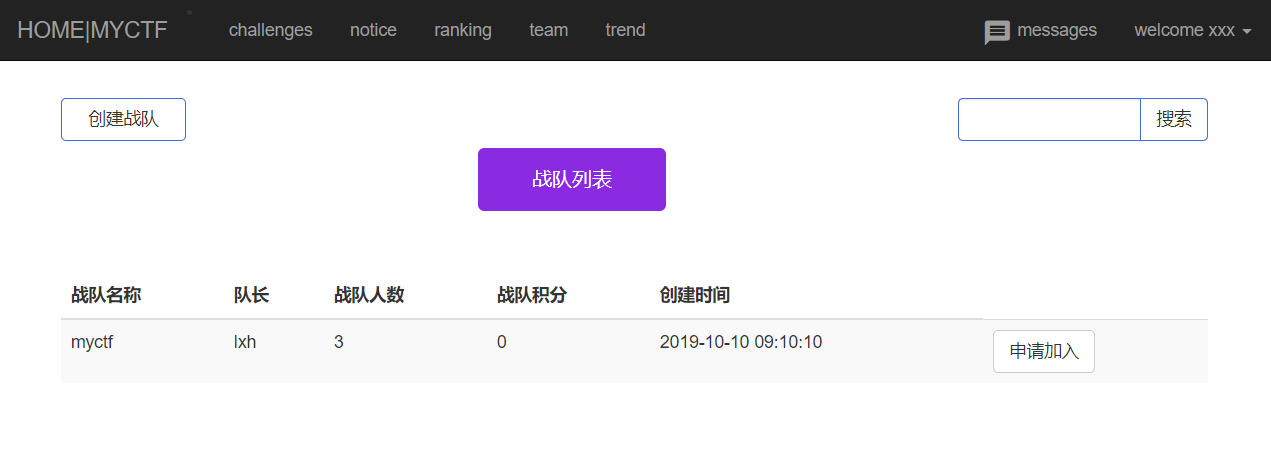 HOME|MYCTF challenges notice ranking team trend messages welcome xxx
创建战队 搜索
战队列表
战队名称 队长 战队人数 战队积分 创建时间
myctf lxh 3 0 2019-10-10 09:10:10 申请加入